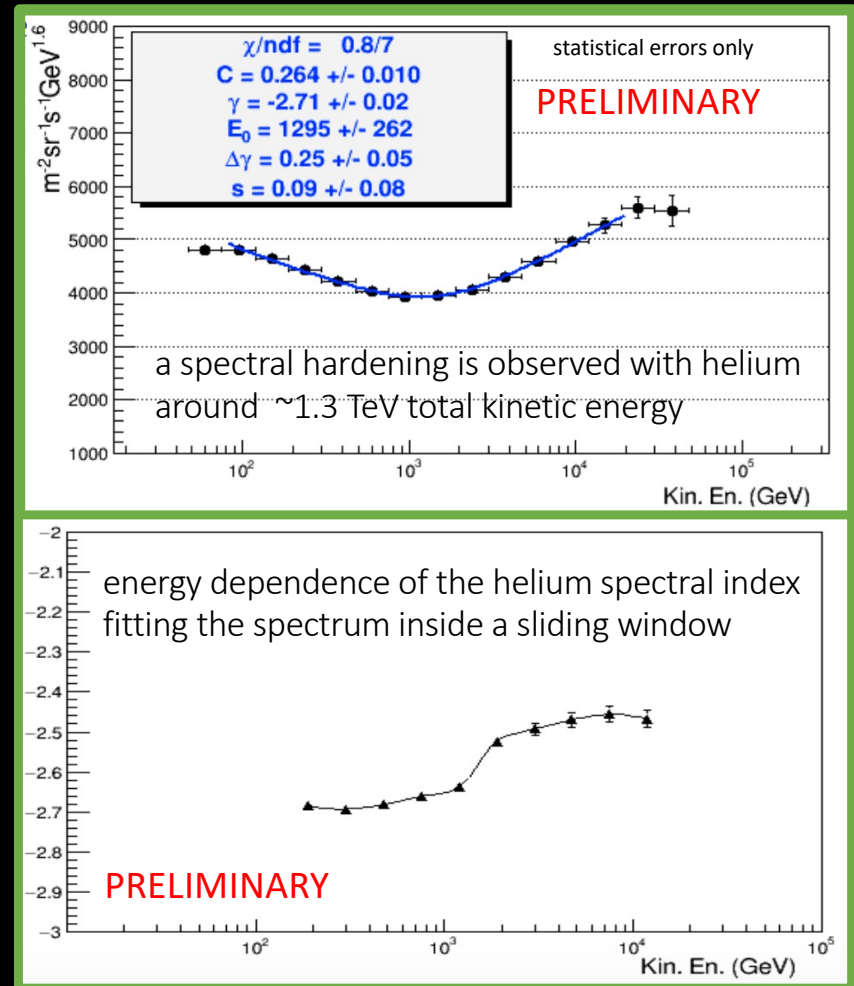 m⁻²sr⁻¹s⁻¹GeV¹·⁶
9000
8000
7000
6000
5000
4000
3000
2000
1000
χ/ndf = 0.8/7
C = 0.264 +/- 0.010
γ = -2.71 +/- 0.02
E₀ = 1295 +/- 262
Δγ = 0.25 +/- 0.05
s = 0.09 +/- 0.08
statistical errors only
PRELIMINARY
a spectral hardening is observed with helium
around ~1.3 TeV total kinetic energy
10² 10³ 10⁴ 10⁵
Kin. En. (GeV)
−2
−2.1
−2.2
−2.3
−2.4
−2.5
−2.6
−2.7
−2.8
−2.9
−3
energy dependence of the helium spectral index
fitting the spectrum inside a sliding window
PRELIMINARY
10² 10³ 10⁴ 10⁵
Kin. En. (GeV)